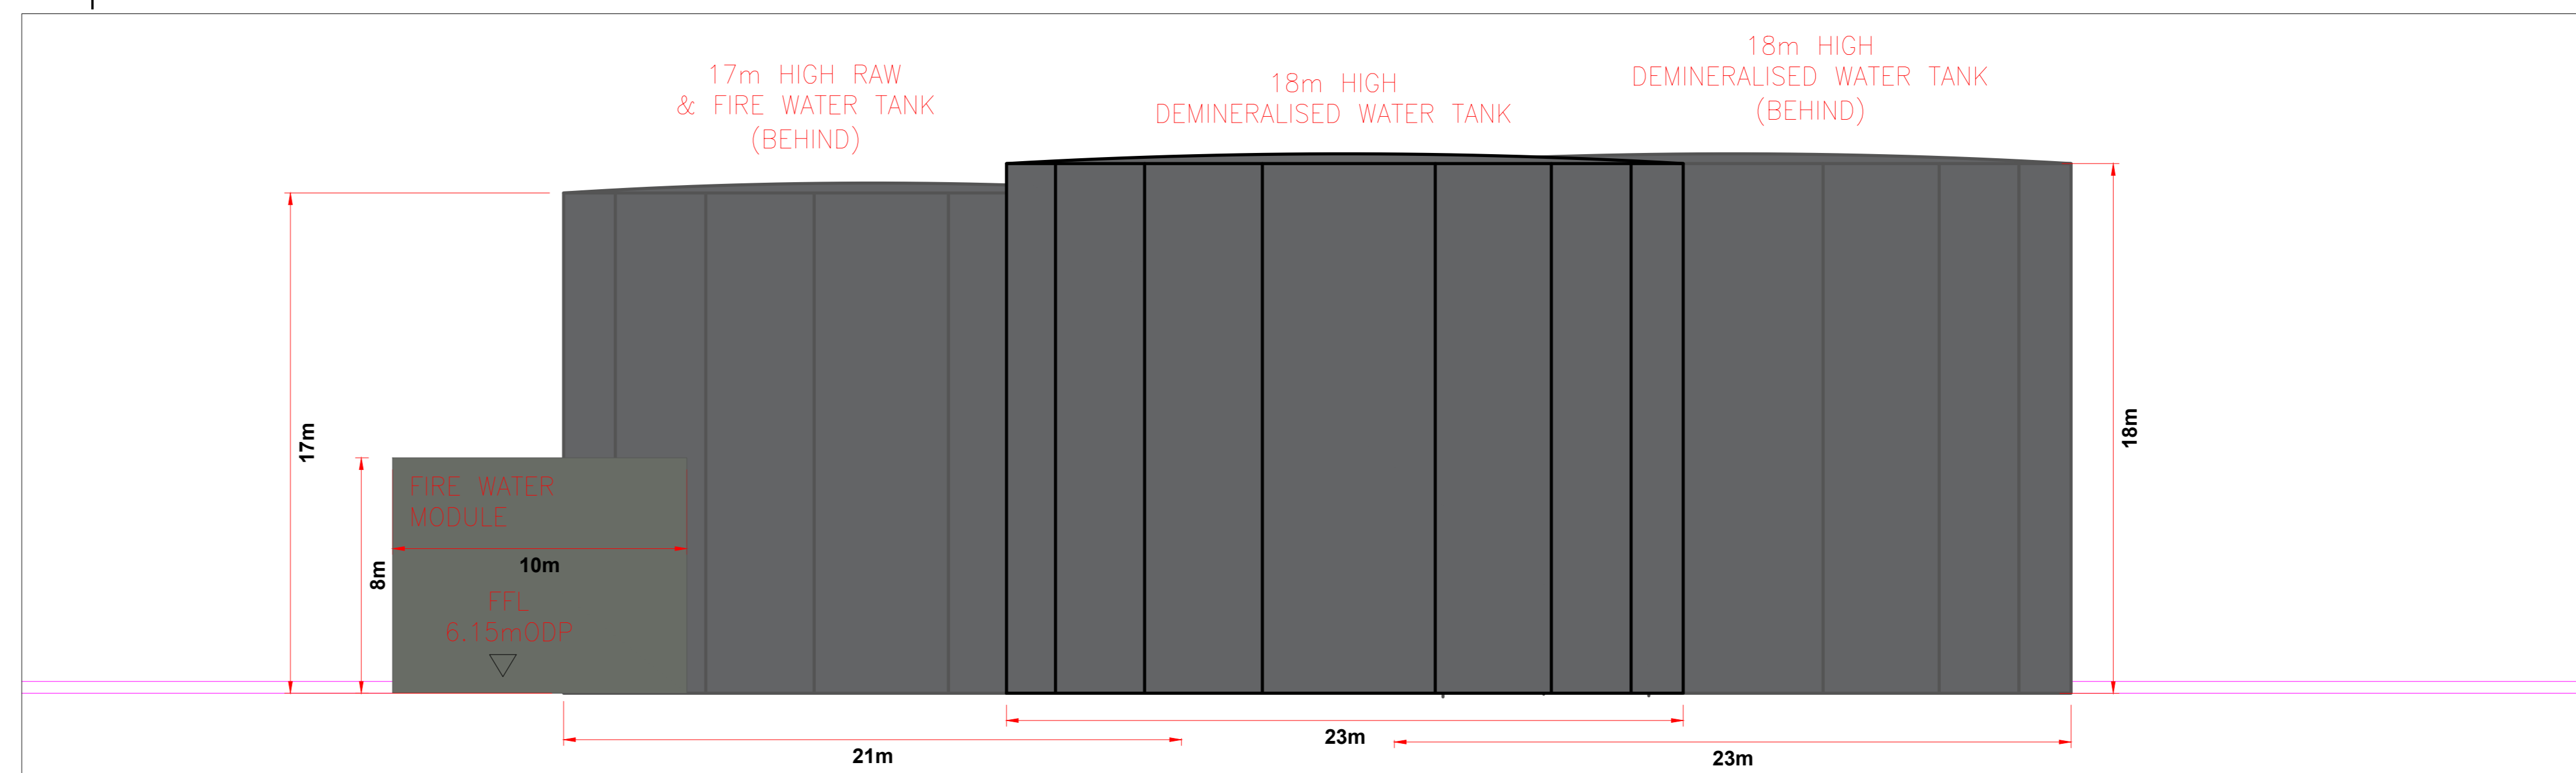 17m HIGH RAW
& FIRE WATER TANK
(BEHIND)
18m HIGH
DEMINERALISED WATER TANK
18m HIGH
DEMINERALISED WATER TANK
(BEHIND)
17m
18m
FIRE WATER
MODULE
10m
8m
FFL
6.15mODP
21m
23m
23m